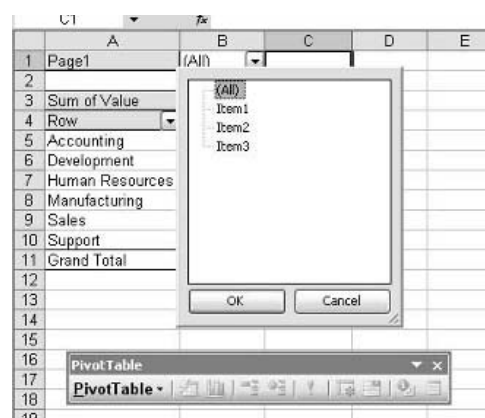 C1 fx
A B C D E
1 Page1 (All)
2
3 Sum of Value
4 Row
5 Accounting
6 Development
7 Human Resources
8 Manufacturing
9 Sales
10 Support
11 Grand Total
12
13
14
15
16
17
18
19
(All)
Item1
Item2
Item3
OK Cancel
PivotTable
PivotTable